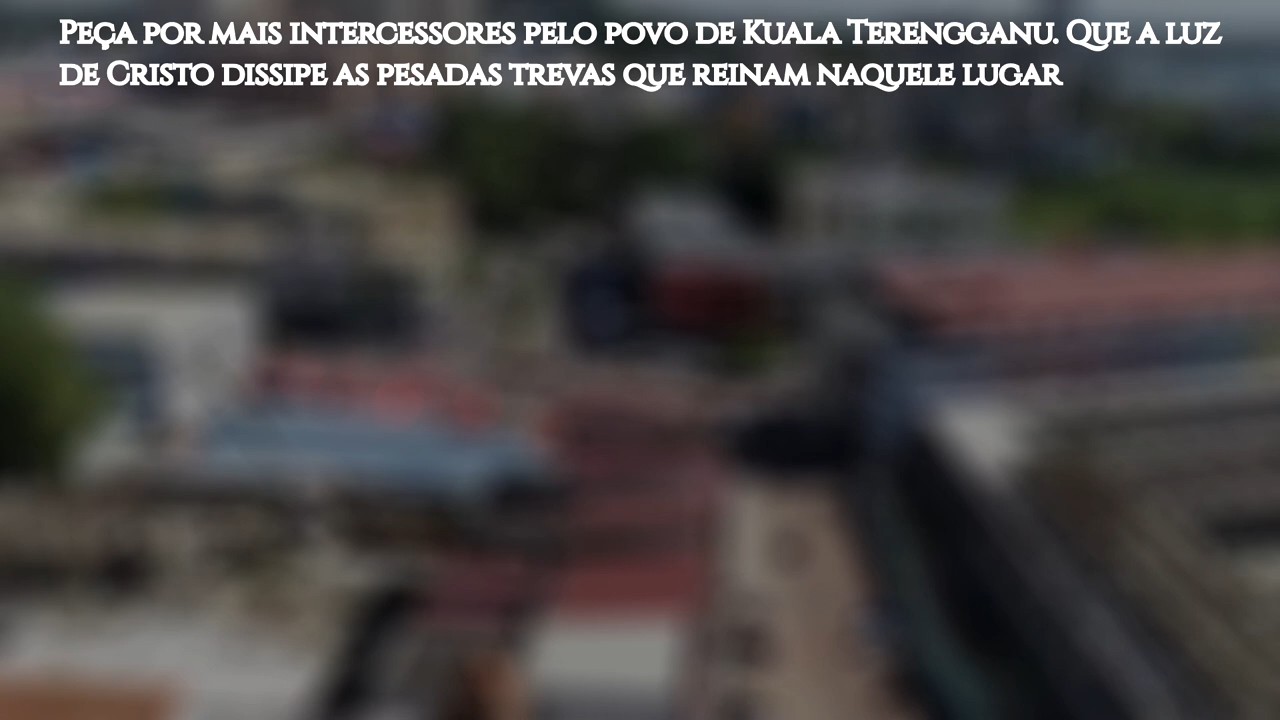 Peça por mais intercessores pelo povo de Kuala Terengganu. Que a luz
de Cristo dissipe as pesadas trevas que reinam naquele lugar